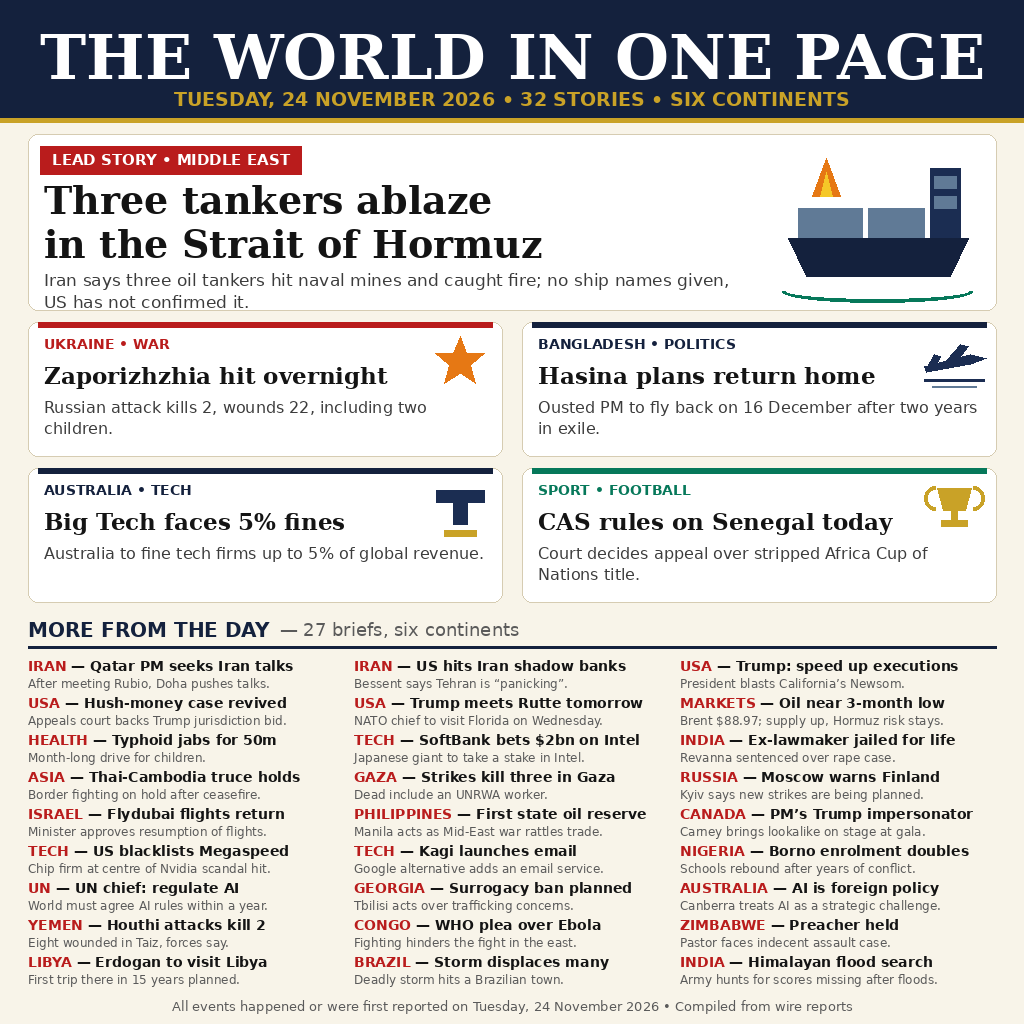 THE WORLD IN ONE PAGE
TUESDAY, 24 NOVEMBER 2026 • 32 STORIES • SIX CONTINENTS
LEAD STORY • MIDDLE EAST
Three tankers ablaze
in the Strait of Hormuz
Iran says three oil tankers hit naval mines and caught fire; no ship names given,
US has not confirmed it.
UKRAINE • WAR
Zaporizhzhia hit overnight
Russian attack kills 2, wounds 22, including two
children.
BANGLADESH • POLITICS
Hasina plans return home
Ousted PM to fly back on 16 December after two years
in exile.
AUSTRALIA • TECH
Big Tech faces 5% fines
Australia to fine tech firms up to 5% of global revenue.
SPORT • FOOTBALL
CAS rules on Senegal today
Court decides appeal over stripped Africa Cup of
Nations title.
MORE FROM THE DAY — 27 briefs, six continents
IRAN — Qatar PM seeks Iran talks
After meeting Rubio, Doha pushes talks.
USA — Hush-money case revived
Appeals court backs Trump jurisdiction bid.
HEALTH — Typhoid jabs for 50m
Month-long drive for children.
ASIA — Thai-Cambodia truce holds
Border fighting on hold after ceasefire.
ISRAEL — Flydubai flights return
Minister approves resumption of flights.
TECH — US blacklists Megaspeed
Chip firm at centre of Nvidia scandal hit.
UN — UN chief: regulate AI
World must agree AI rules within a year.
YEMEN — Houthi attacks kill 2
Eight wounded in Taiz, forces say.
LIBYA — Erdogan to visit Libya
First trip there in 15 years planned.
IRAN — US hits Iran shadow banks
Bessent says Tehran is “panicking”.
USA — Trump meets Rutte tomorrow
NATO chief to visit Florida on Wednesday.
TECH — SoftBank bets $2bn on Intel
Japanese giant to take a stake in Intel.
GAZA — Strikes kill three in Gaza
Dead include an UNRWA worker.
PHILIPPINES — First state oil reserve
Manila acts as Mid-East war rattles trade.
TECH — Kagi launches email
Google alternative adds an email service.
GEORGIA — Surrogacy ban planned
Tbilisi acts over trafficking concerns.
CONGO — WHO plea over Ebola
Fighting hinders the fight in the east.
BRAZIL — Storm displaces many
Deadly storm hits a Brazilian town.
USA — Trump: speed up executions
President blasts California’s Newsom.
MARKETS — Oil near 3-month low
Brent $88.97; supply up, Hormuz risk stays.
INDIA — Ex-lawmaker jailed for life
Revanna sentenced over rape case.
RUSSIA — Moscow warns Finland
Kyiv says new strikes are being planned.
CANADA — PM’s Trump impersonator
Carney brings lookalike on stage at gala.
NIGERIA — Borno enrolment doubles
Schools rebound after years of conflict.
AUSTRALIA — AI is foreign policy
Canberra treats AI as a strategic challenge.
ZIMBABWE — Preacher held
Pastor faces indecent assault case.
INDIA — Himalayan flood search
Army hunts for scores missing after floods.
All events happened or were first reported on Tuesday, 24 November 2026 • Compiled from wire reports